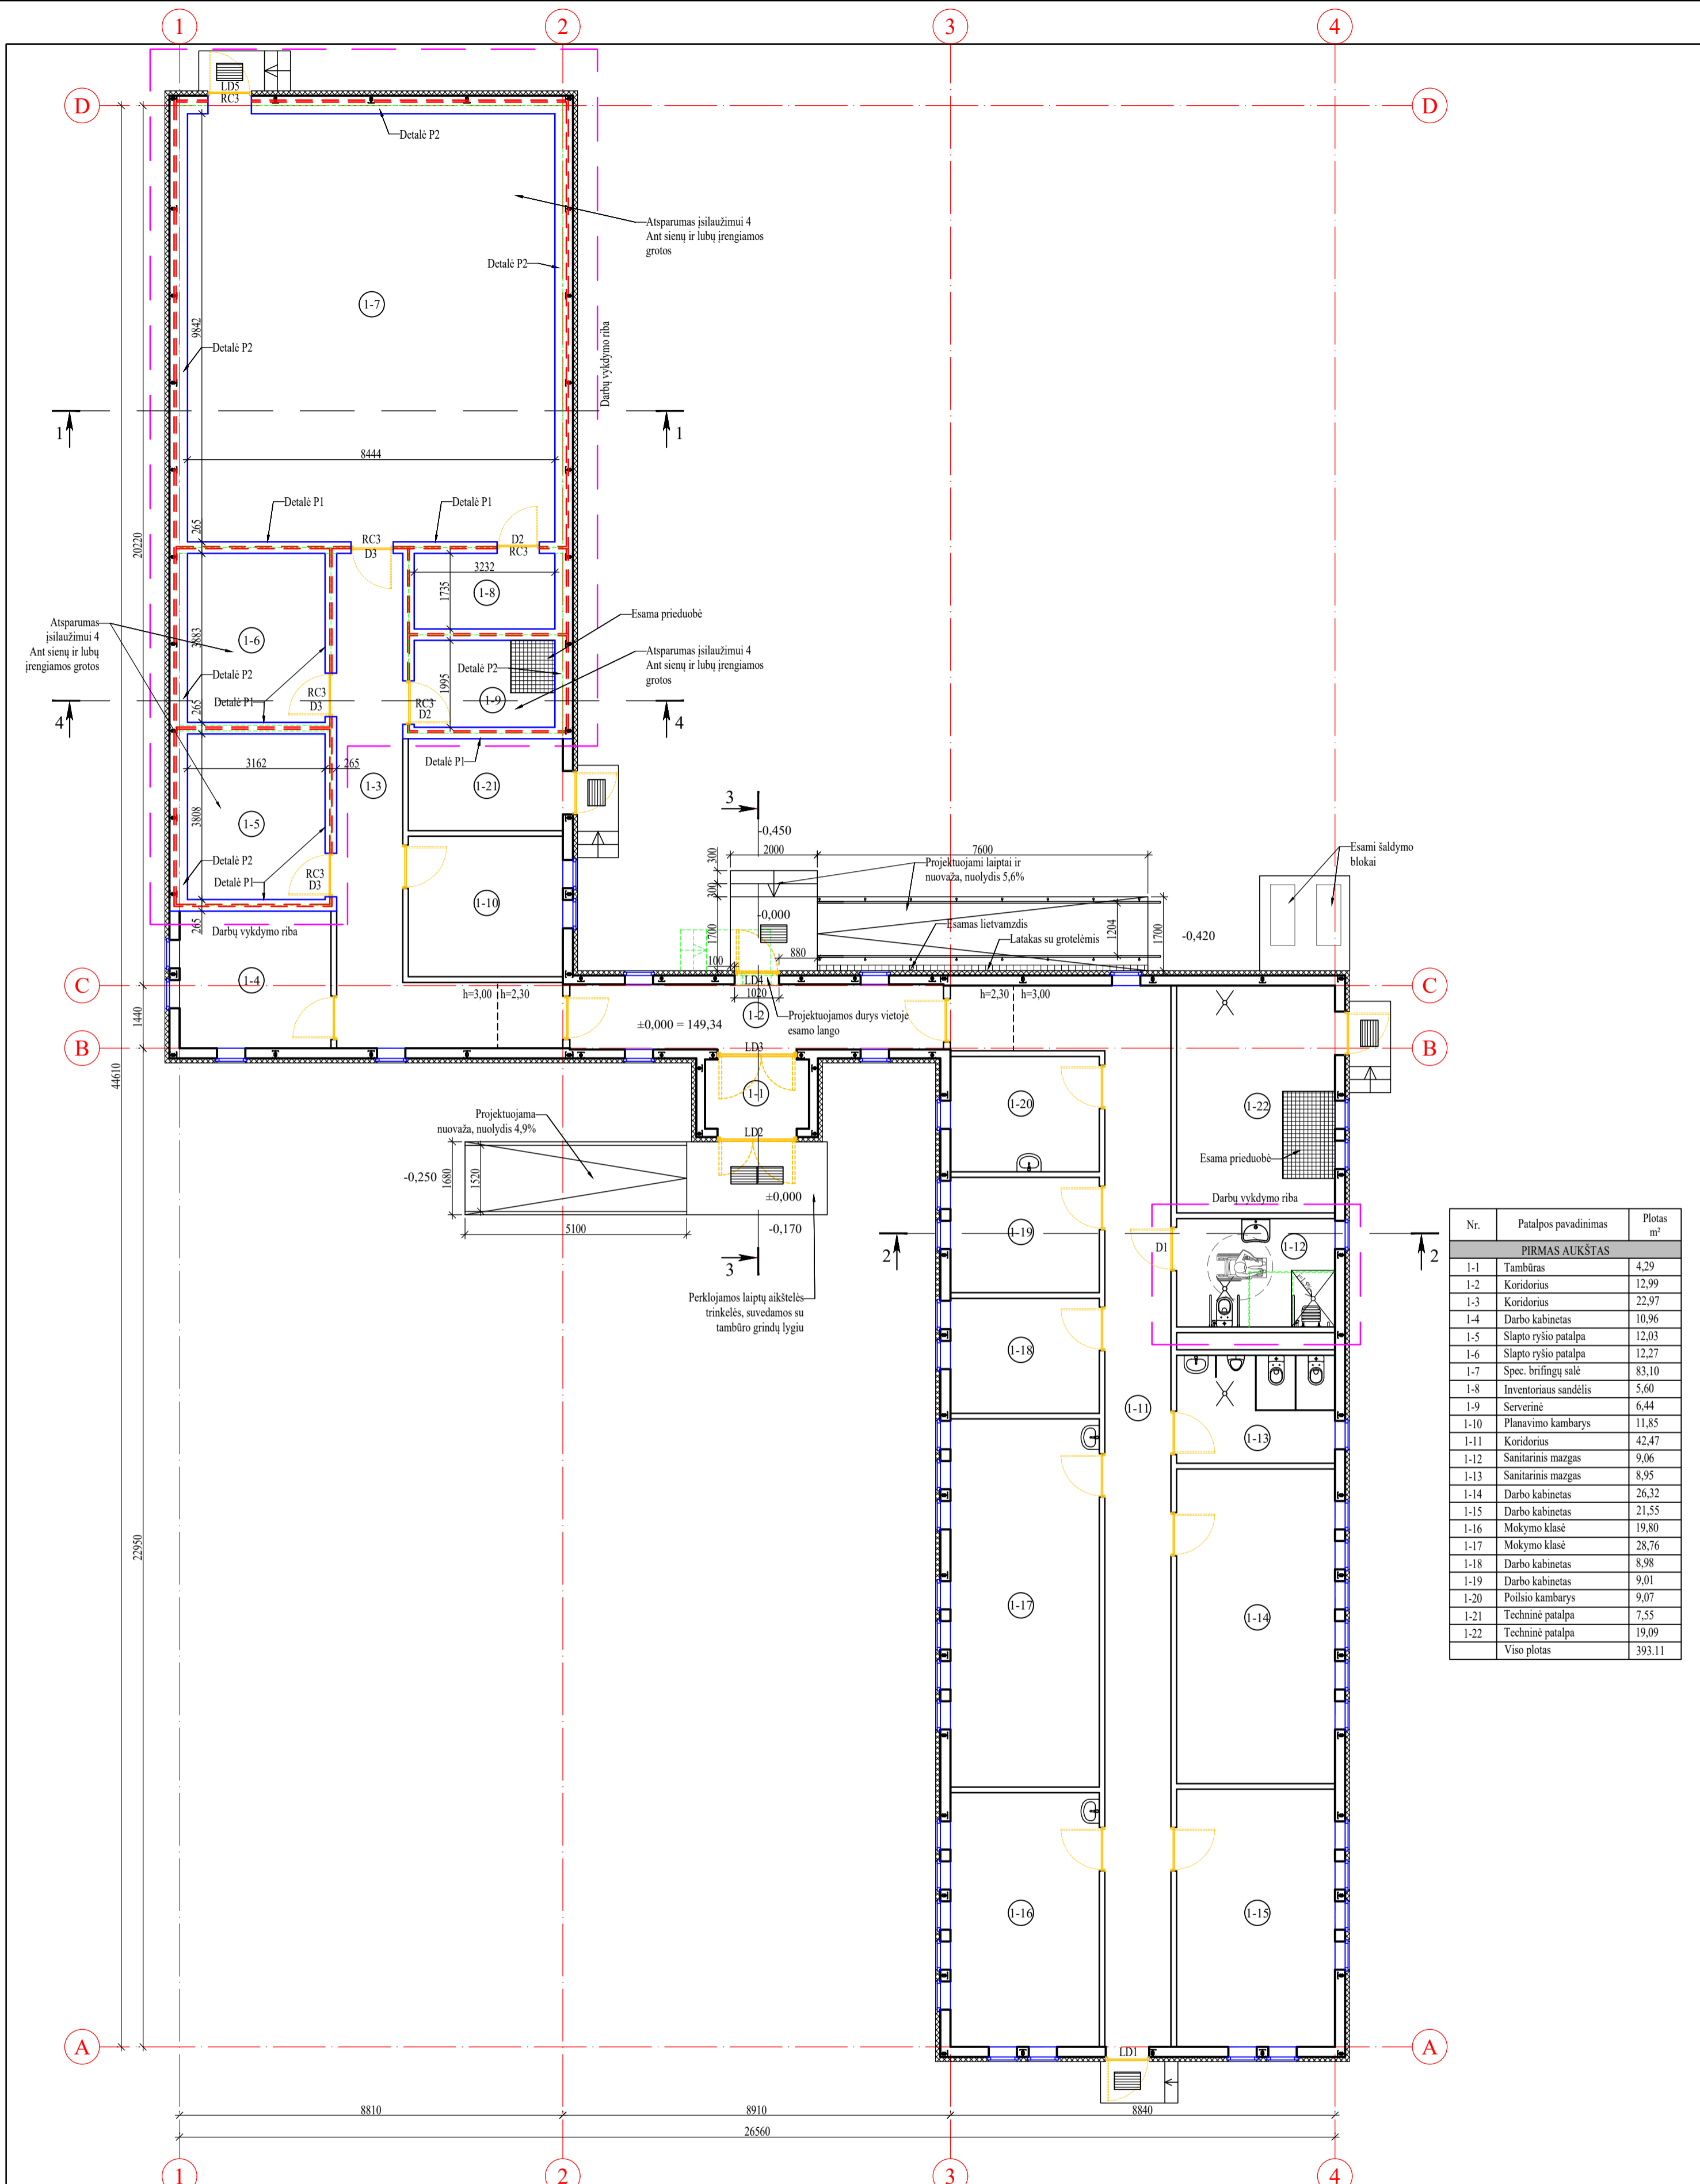 1
2
3
4
D
D
LD5
RC3
Detalė P2
Atsparumas įsilaužimui 4
Ant sienų ir lubų įrengiamos
grotos
Detalė P2
1-7
9842
Detalė P2
Darbų vykdymo riba
1
1
8444
Detalė P1
Detalė P1
265
20220
RC3
D3
D2
RC3
3232
1735
1-8
Esama prieduobė
Atsparumas
įsilaužimui 4
Ant sienų ir lubų
įrengiamos grotos
1-6
3883
Atsparumas įsilaužimui 4
Ant sienų ir lubų įrengiamos
grotos
Detalė P2
1995
Detalė P2
1-9
RC3
D3
Detalė P1
RC3
D2
265
4
4
3162
265
Detalė P1
1-3
1-21
3808
1-5
3
-0,450
2000
7600
300
300
Detalė P2
Detalė P1
RC3
D3
Projektuojami laiptai ir
nuovaža, nuolydis 5,6%
Esami šaldymo
blokai
1-10
265
Darbų vykdymo riba
-0,000
1700
Esamas lietvamzdis
Latakas su grotelėmis
1204
1700
-0,420
100
880
1-4
C
C
LD4
1020
h=3,00
h=2,30
h=2,30
h=3,00
1440
±0,000 = 149,34
1-2
Projektuojamos durys vietoje
esamo lango
B
B
LD3
44610
1-1
1-20
1-22
Projektuojama
nuovaža, nuolydis 4,9%
LD2
Esama prieduobė
-0,250
1680
1520
±0,000
5100
-0,170
Darbų vykdymo riba
2
1-19
D1
1-12
2
3
Perklojamos laiptų aikštelės
trinkelės, suvedamos su
tambūro grindų lygiu
1-18
1-11
1-13
22950
1-17
1-14
1-16
1-15
A
A
LD1
8810
8910
8840
26560
1
2
3
4
Nr. Patalpos pavadinimas Plotas
m²
PIRMAS AUKŠTAS
1-1 Tambūras 4,29
1-2 Koridorius 12,99
1-3 Koridorius 22,97
1-4 Darbo kabinetas 10,96
1-5 Slapto ryšio patalpa 12,03
1-6 Slapto ryšio patalpa 12,27
1-7 Spec. brifingų salė 83,10
1-8 Inventoriaus sandėlis 5,60
1-9 Serverinė 6,44
1-10 Planavimo kambarys 11,85
1-11 Koridorius 42,47
1-12 Sanitarinis mazgas 9,06
1-13 Sanitarinis mazgas 8,95
1-14 Darbo kabinetas 26,32
1-15 Darbo kabinetas 21,55
1-16 Mokymo klasė 19,80
1-17 Mokymo klasė 28,76
1-18 Darbo kabinetas 8,98
1-19 Darbo kabinetas 9,01
1-20 Poilsio kambarys 9,07
1-21 Techninė patalpa 7,55
1-22 Techninė patalpa 19,09
Viso plotas 393.11